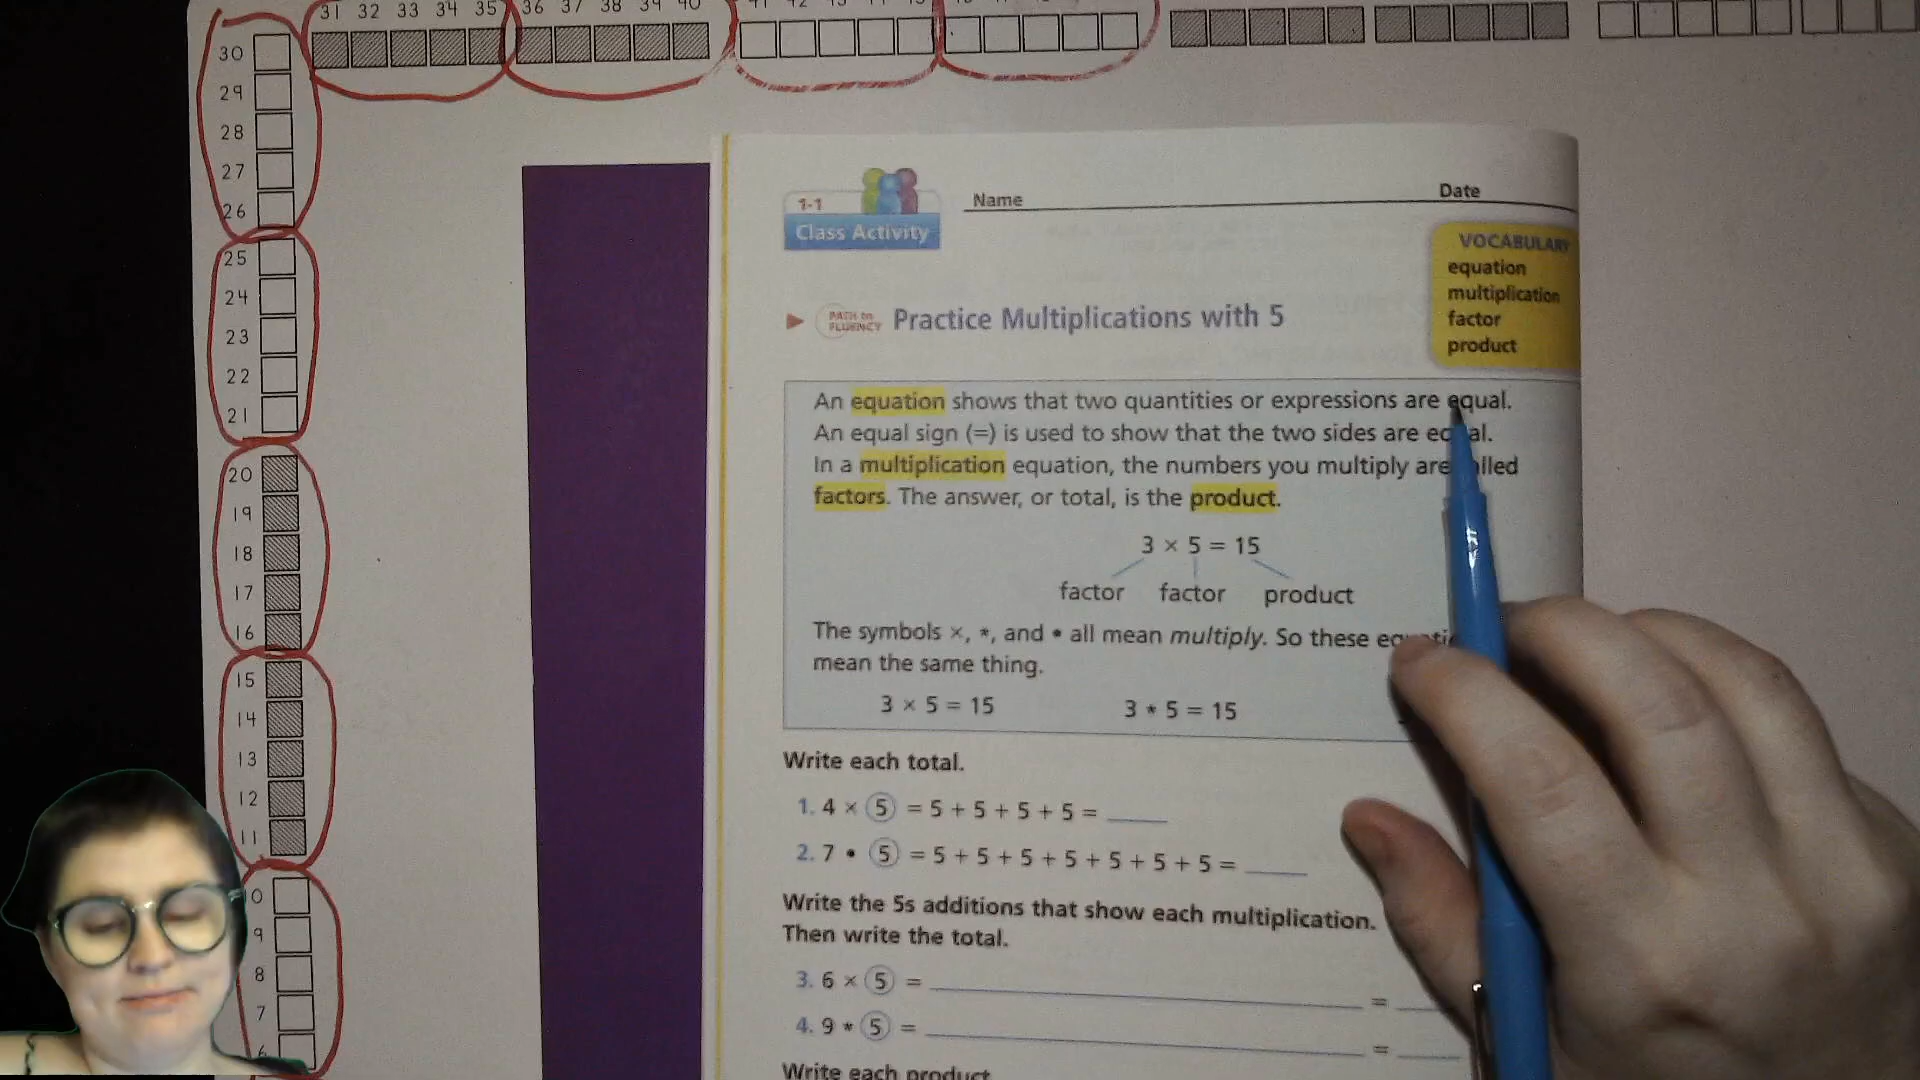 31 32 33 34 35 36 37 38 39 40
30
29
28
27
26
25
24
23
22
21
20
19
18
17
16
15
14
13
12
11
0
9
8
7
1-1
Class Activity
Name
Date
VOCABULARY
equation
multiplication
factor
product
PATH to
FLUENCY
Practice Multiplications with 5
An equation shows that two quantities or expressions are equal.
An equal sign (=) is used to show that the two sides are equal.
In a multiplication equation, the numbers you multiply are called
factors. The answer, or total, is the product.
3 × 5 = 15
factor factor product
The symbols ×, *, and • all mean multiply. So these
mean the same thing.
3 × 5 = 15 3 * 5 = 15
Write each total.
1. 4 × 5 = 5 + 5 + 5 + 5 =
2. 7 • 5 = 5 + 5 + 5 + 5 + 5 + 5 + 5 =
Write the 5s additions that show each multiplication.
Then write the total.
3. 6 × 5 = =
4. 9 * 5 = =
Write each product.